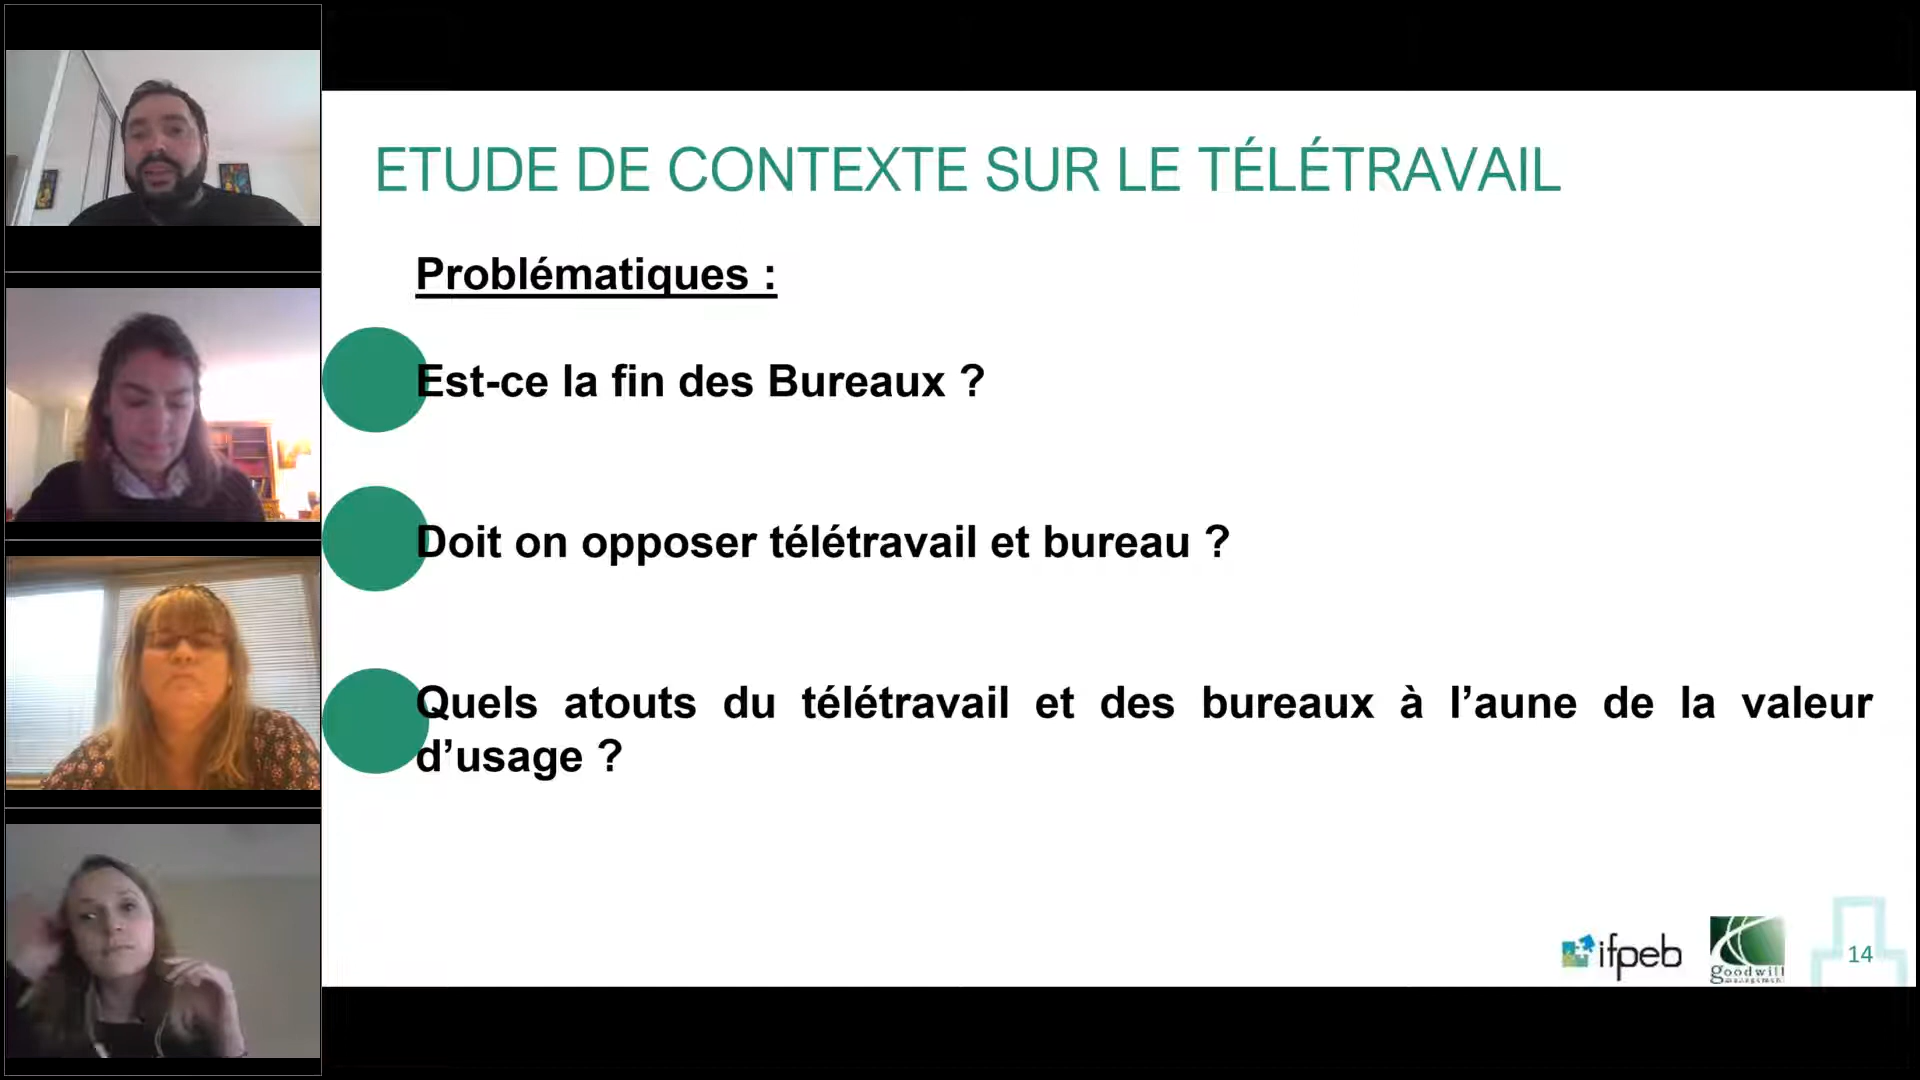 ETUDE DE CONTEXTE SUR LE TÉLÉTRAVAIL
Problématiques :
Est-ce la fin des Bureaux ?
Doit on opposer télétravail et bureau ?
Quels atouts du télétravail et des bureaux à l’aune de la valeur
d’usage ?
ifpeb
goodwill
management
14